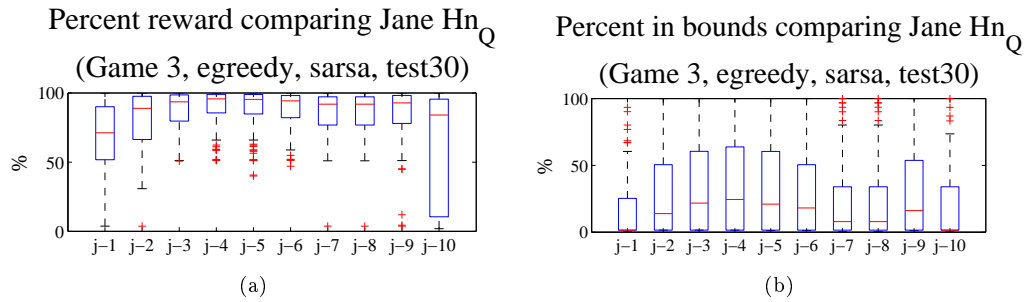 Percent reward comparing Jane Hn_Q
(Game 3, egreedy, sarsa, test30)
100
50
0
%
j−1 j−2 j−3 j−4 j−5 j−6 j−7 j−8 j−9 j−10
(a)
Percent in bounds comparing Jane Hn_Q
(Game 3, egreedy, sarsa, test30)
100
50
0
%
j−1 j−2 j−3 j−4 j−5 j−6 j−7 j−8 j−9 j−10
(b)